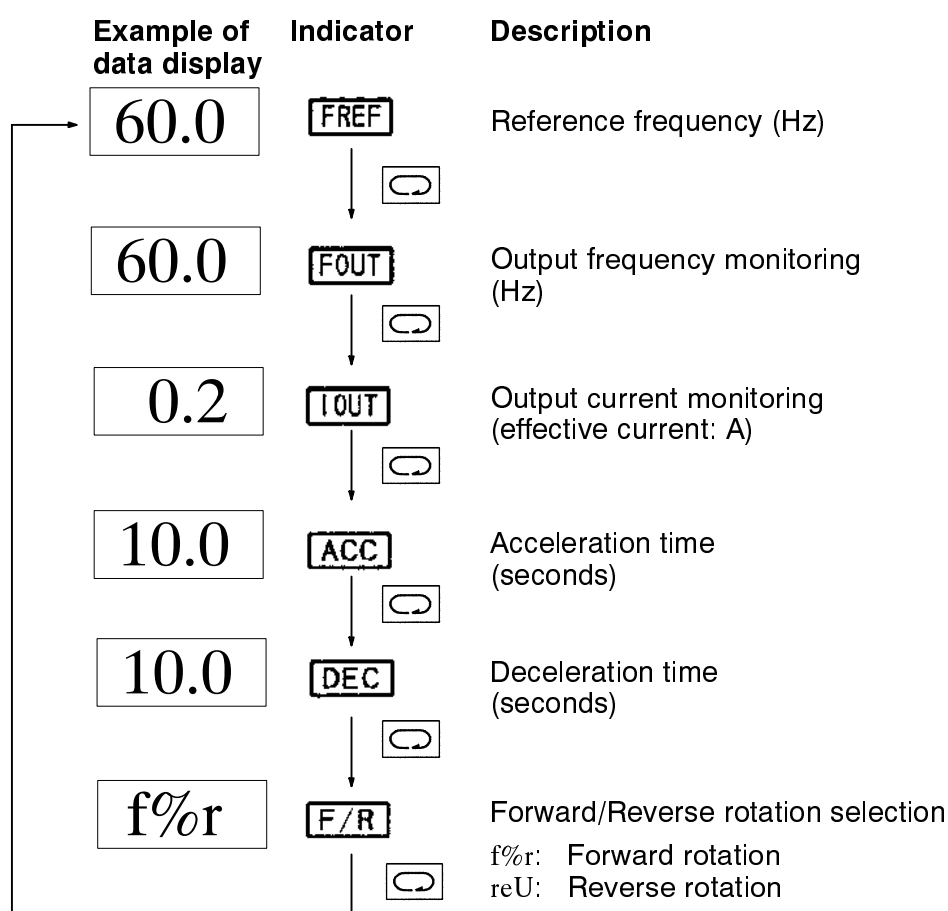 Example of data display Indicator Description
60.0 FREF Reference frequency (Hz)
60.0 FOUT Output frequency monitoring
(Hz)
0.2 IOUT Output current monitoring
(effective current: A)
10.0 ACC Acceleration time
(seconds)
10.0 DEC Deceleration time
(seconds)
f%r F/R Forward/Reverse rotation selection
f%r: Forward rotation
reU: Reverse rotation